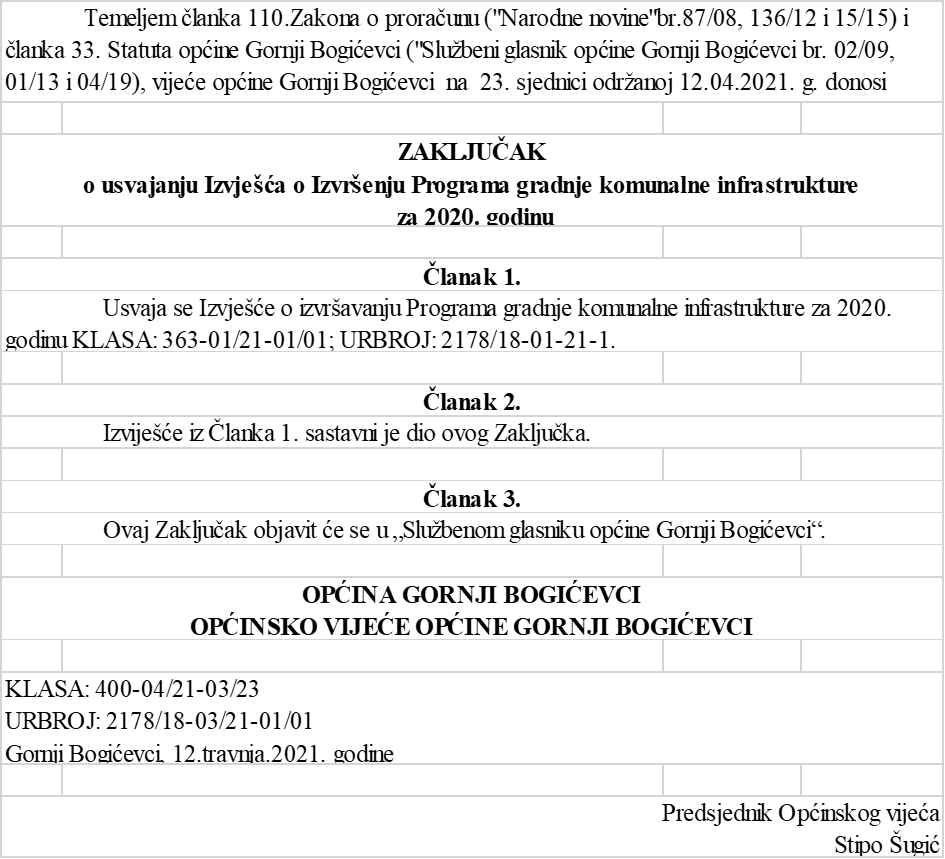 Temeljem članka 110.Zakona o proračunu ("Narodne novine"br.87/08, 136/12 i 15/15) i
članka 33. Statuta općine Gornji Bogićevci ("Službeni glasnik općine Gornji Bogićevci br. 02/09,
01/13 i 04/19), vijeće općine Gornji Bogićevci na 23. sjednici održanoj 12.04.2021. g. donosi
ZAKLJUČAK
o usvajanju Izvješća o Izvršenju Programa gradnje komunalne infrastrukture
za 2020. godinu
Članak 1.
Usvaja se Izvješće o izvršavanju Programa gradnje komunalne infrastrukture za 2020.
godinu KLASA: 363-01/21-01/01; URBROJ: 2178/18-01-21-1.
Članak 2.
Izviješće iz Članka 1. sastavni je dio ovog Zaključka.
Članak 3.
Ovaj Zaključak objavit će se u „Službenom glasniku općine Gornji Bogićevci“.
OPĆINA GORNJI BOGIĆEVCI
OPĆINSKO VIJEĆE OPĆINE GORNJI BOGIĆEVCI
KLASA: 400-04/21-03/23
URBROJ: 2178/18-03/21-01/01
Gornji Bogićevci, 12.travnja.2021. godine
Predsjednik Općinskog vijeća
Stipo Šugić